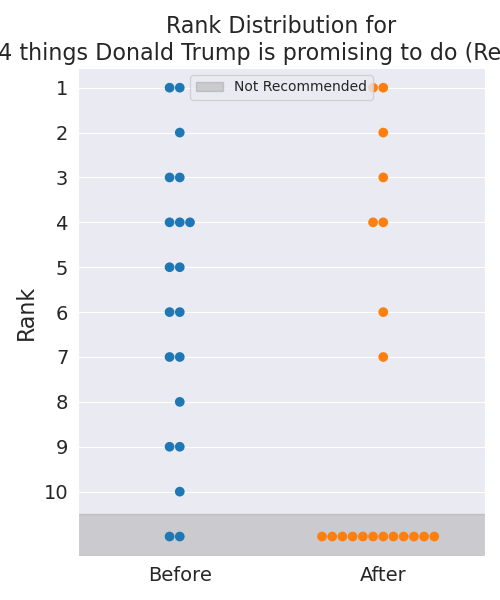 Rank Distribution for
4 things Donald Trump is promising to do (Re
Not Recommended
1
2
3
4
5
6
7
8
9
10
Rank
Before After